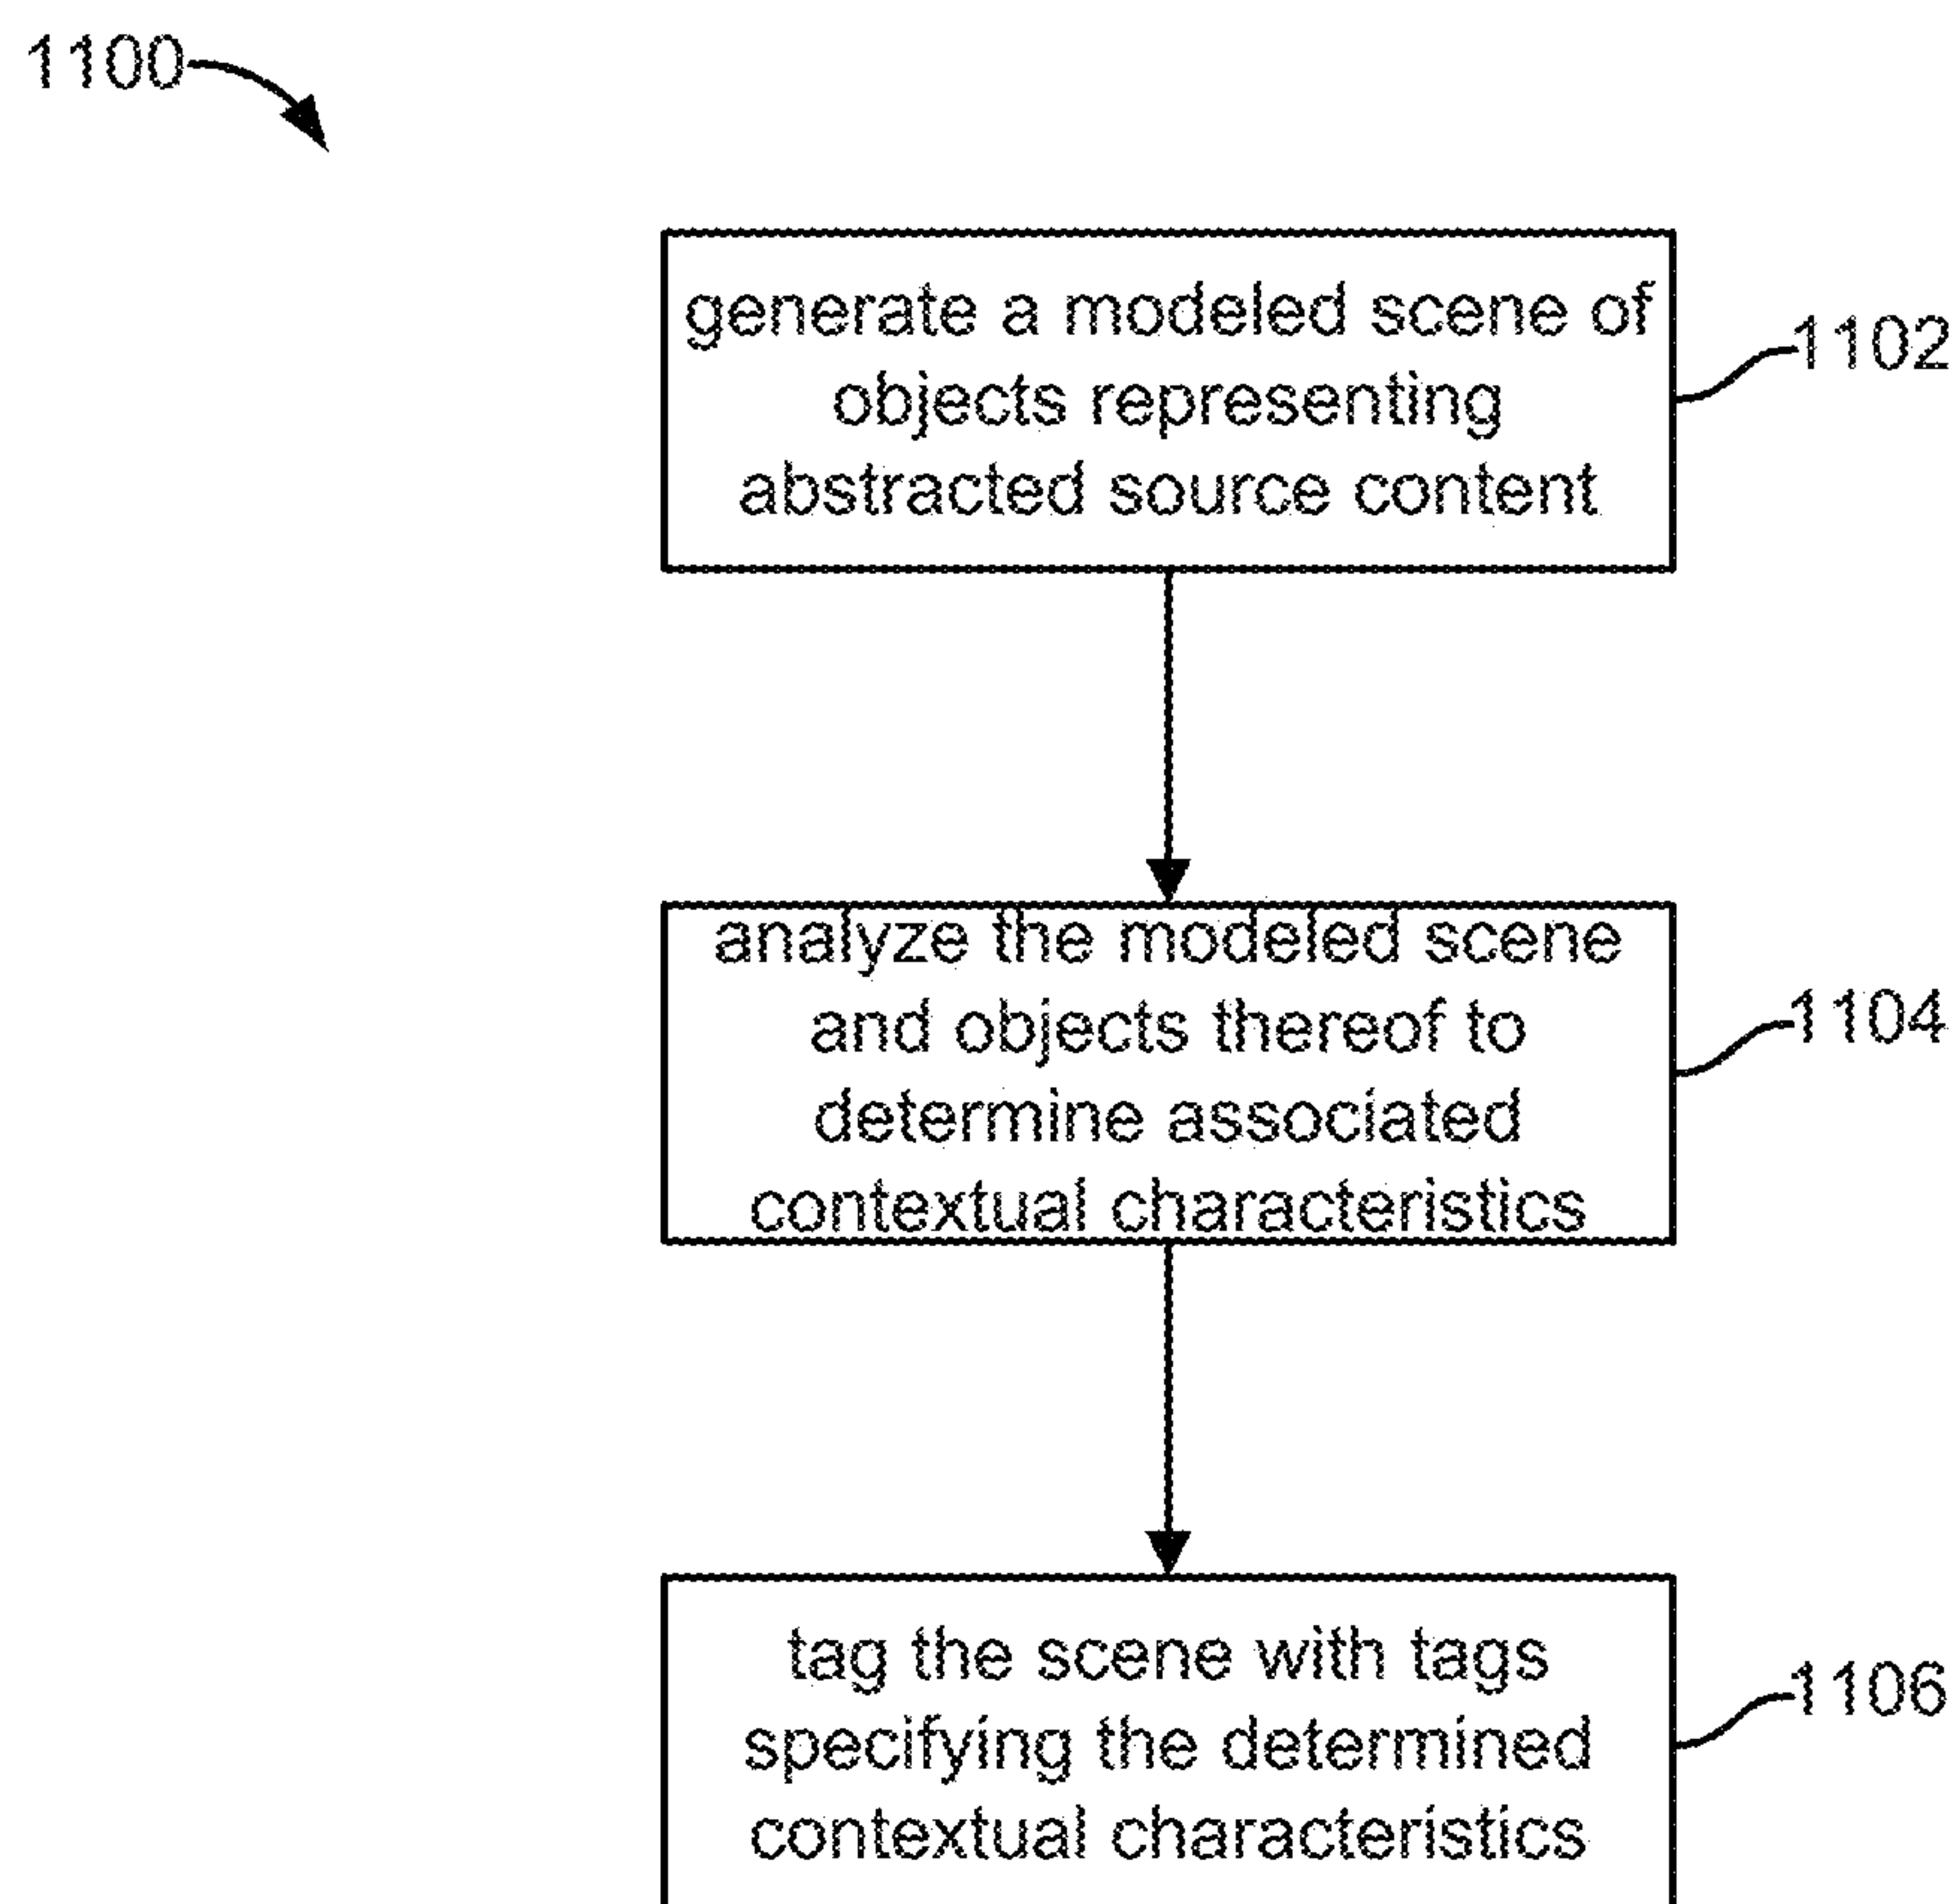 1100
generate a modeled scene of
objects representing
abstracted source content
1102
analyze the modeled scene
and objects thereof to
determine associated
contextual characteristics
1104
tag the scene with tags
specifying the determined
contextual characteristics
1106